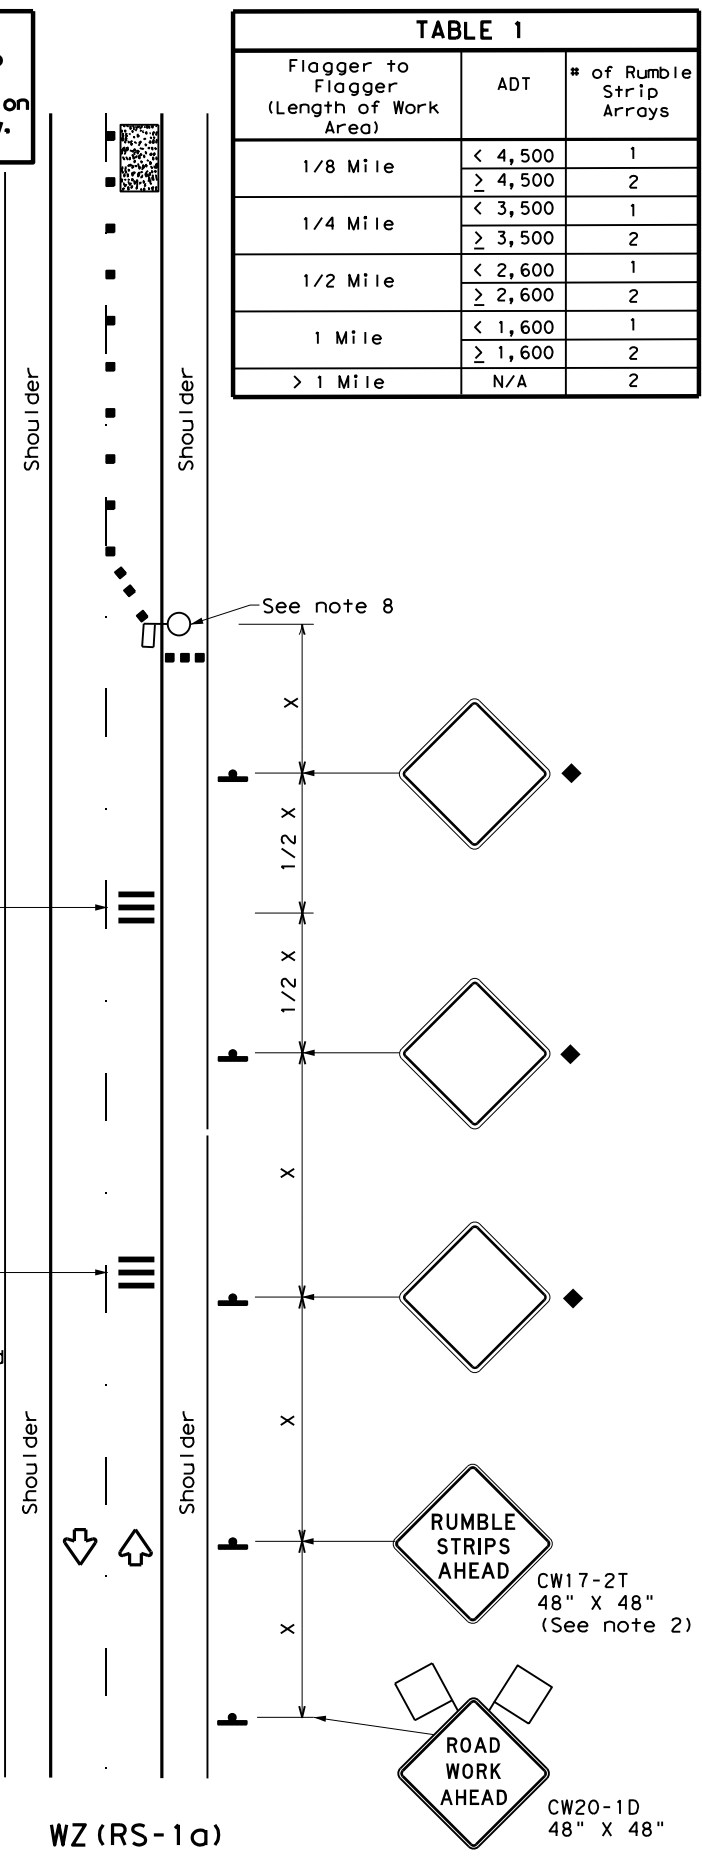 on
TABLE 1
Flagger to
Flagger
(Length of Work
Area)
ADT
# of Rumble
Strip
Arrays
1/8 Mile
< 4,500
1
≥ 4,500
2
1/4 Mile
< 3,500
1
≥ 3,500
2
1/2 Mile
< 2,600
1
≥ 2,600
2
1 Mile
< 1,600
1
≥ 1,600
2
> 1 Mile
N/A
2
Shoulder
Shoulder
See note 8
X
1/2 X
1/2 X
X
X
Shoulder
Shoulder
RUMBLE
STRIPS
AHEAD
CW17-2T
48" X 48"
(See note 2)
X
ROAD
WORK
AHEAD
CW20-1D
48" X 48"
WZ(RS-1a)